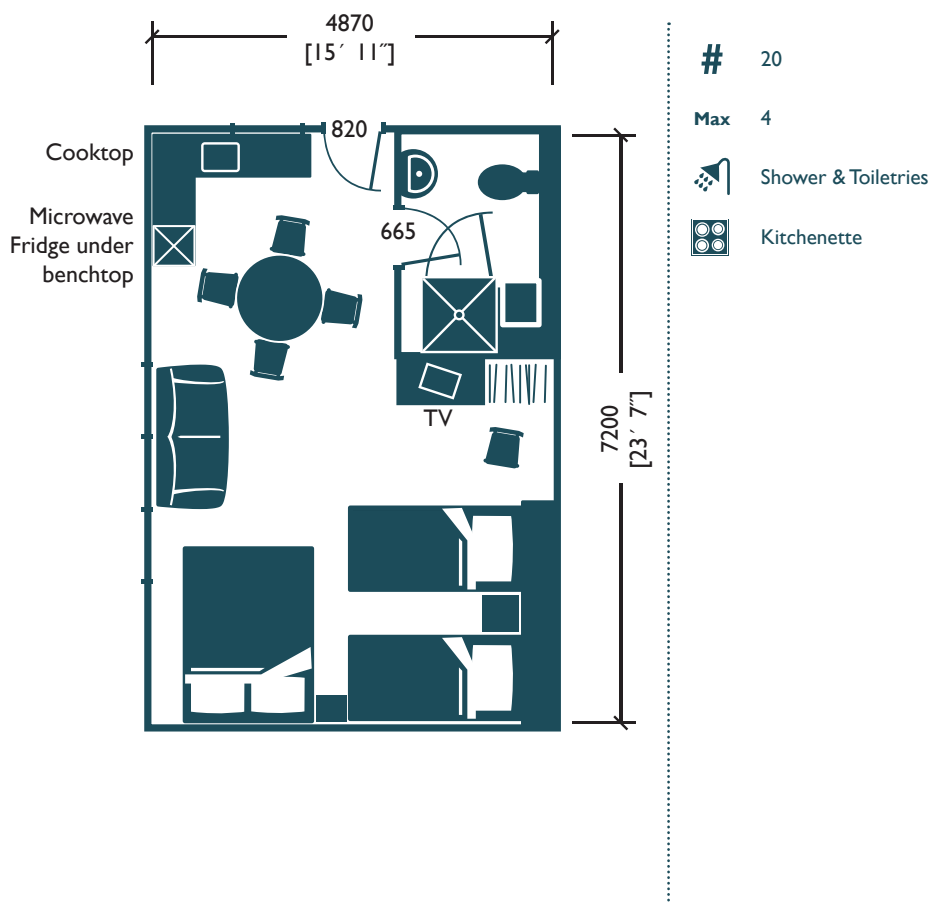 4870
[15´ 11˝]
820
Cooktop
Microwave
Fridge under
benchtop
665
TV
7200
[23´ 7˝]
# 20
Max 4
Shower & Toiletries
Kitchenette